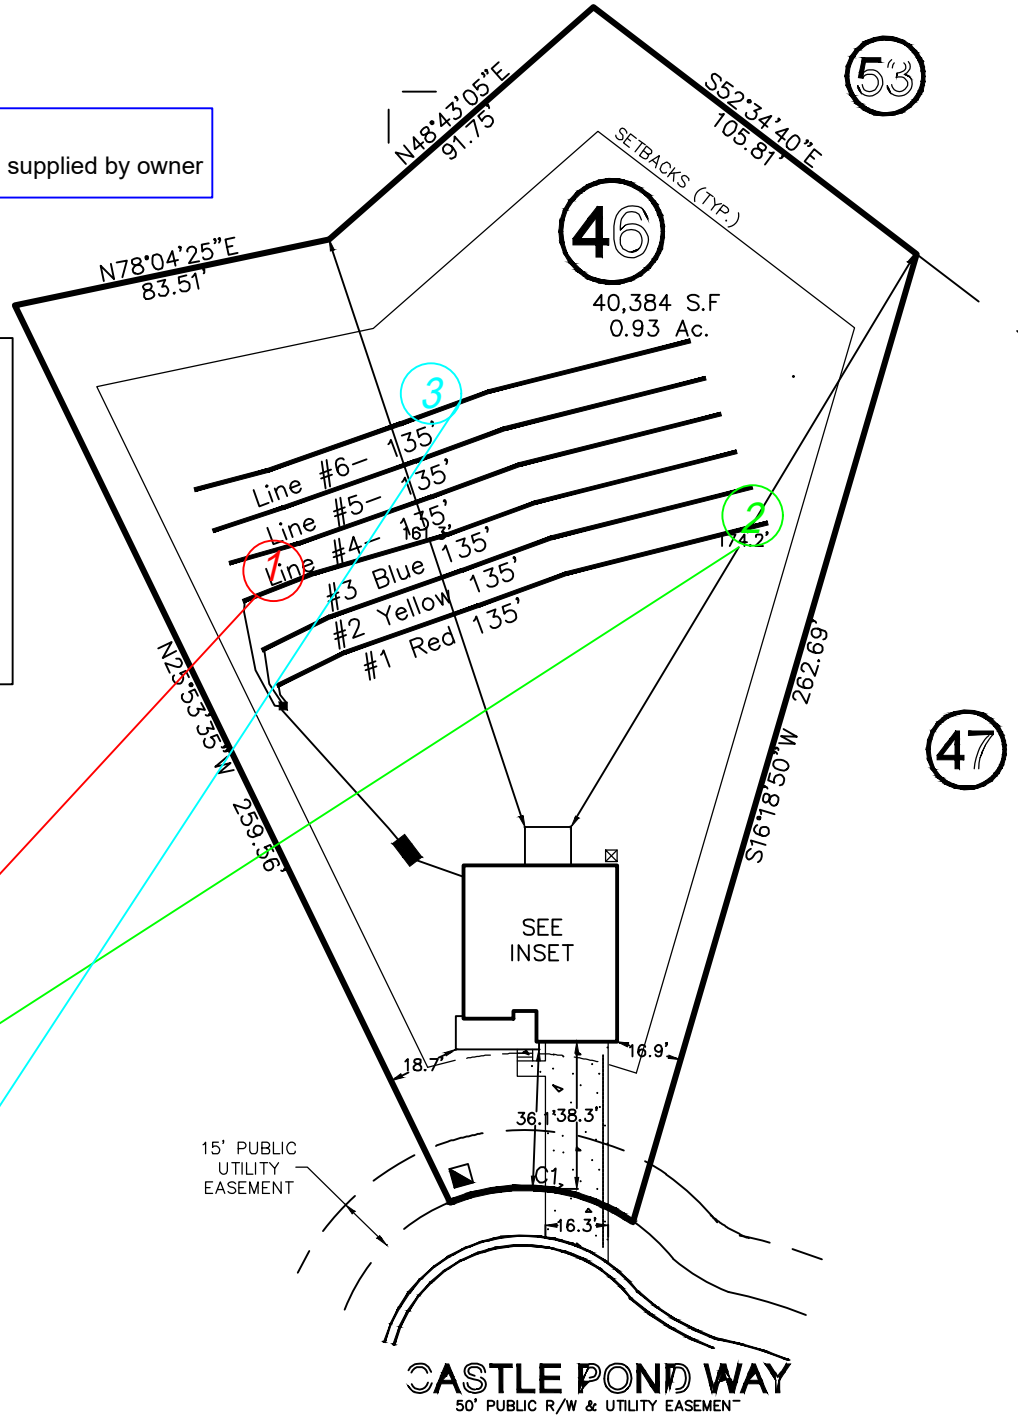 53
supplied by owner
N48°43'05"E
91.75'
S52°34'40"E
105.81'
SETBACKS (TYP.)
46
40,384 S.F
0.93 Ac.
N78°04'25"E
83.51'
3
Line #6- 135'
Line #5- 135'
Line #4- 135'
#3 Blue 135'
#2 Yellow 135'
#1 Red 135'
1
2
174.2'
N25°53'35"W
259.56'
S16°18'50"W 262.69'
47
SEE
INSET
18.7'
16.9'
36.1'
38.3'
C1
16.3'
15' PUBLIC
UTILITY
EASEMENT
CASTLE POND WAY
50' PUBLIC R/W & UTILITY EASEMENT